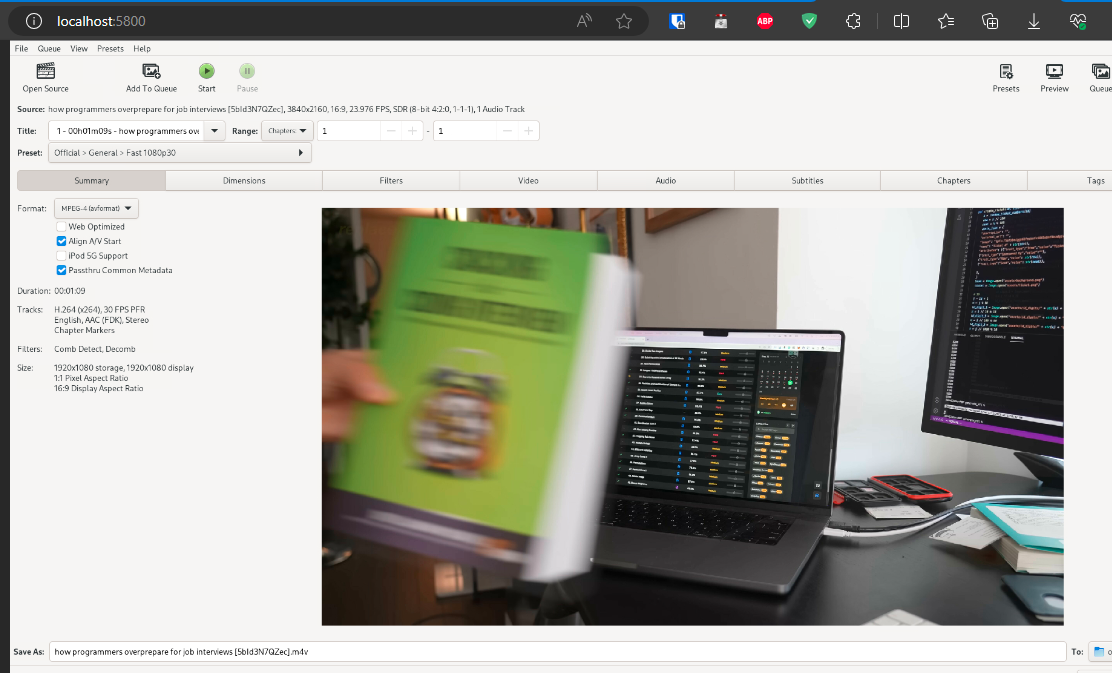 localhost:5800
ABP
File Queue View Presets Help
Open Source Add To Queue Start Pause Presets Preview Queue
Source: how programmers overprepare for job interviews [5bId3N7QZec], 3840x2160, 16:9, 23.976 FPS, SDR (8-bit 4:2:0, 1-1-1), 1 Audio Track
Title: 1 - 00h01m09s - how programmers ove Range: Chapters: 1 - 1
Preset: Official > General > Fast 1080p30
Summary Dimensions Filters Video Audio Subtitles Chapters Tags
Format: MPEG-4 (avformat)
Web Optimized
Align A/V Start
iPod 5G Support
Passthru Common Metadata
Duration: 00:01:09
Tracks: H.264 (x264), 30 FPS PFR
English, AAC (FDK), Stereo
Chapter Markers
Filters: Comb Detect, Decomb
Size: 1920x1080 storage, 1920x1080 display
1:1 Pixel Aspect Ratio
16:9 Display Aspect Ratio
Save As: how programmers overprepare for job interviews [5bId3N7QZec].m4v To: